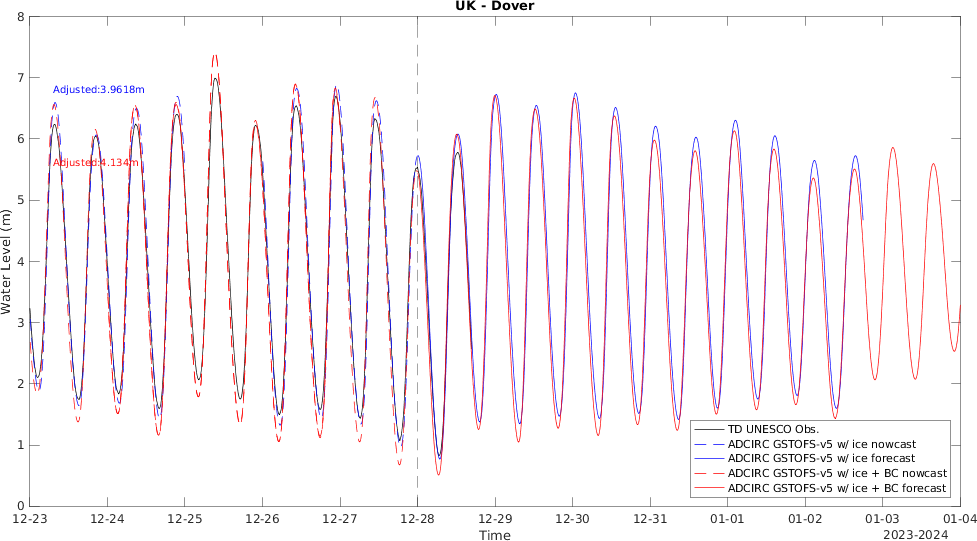 UK - Dover
8
7
6
5
4
3
2
1
0
Water Level (m)
Adjusted:3.9618m
Adjusted:4.134m
TD UNESCO Obs.
ADCIRC GSTOFS-v5 w/ ice nowcast
ADCIRC GSTOFS-v5 w/ ice forecast
ADCIRC GSTOFS-v5 w/ ice + BC nowcast
ADCIRC GSTOFS-v5 w/ ice + BC forecast
12-23 12-24 12-25 12-26 12-27 12-28 12-29 12-30 12-31 01-01 01-02 01-03 01-04
Time
2023-2024